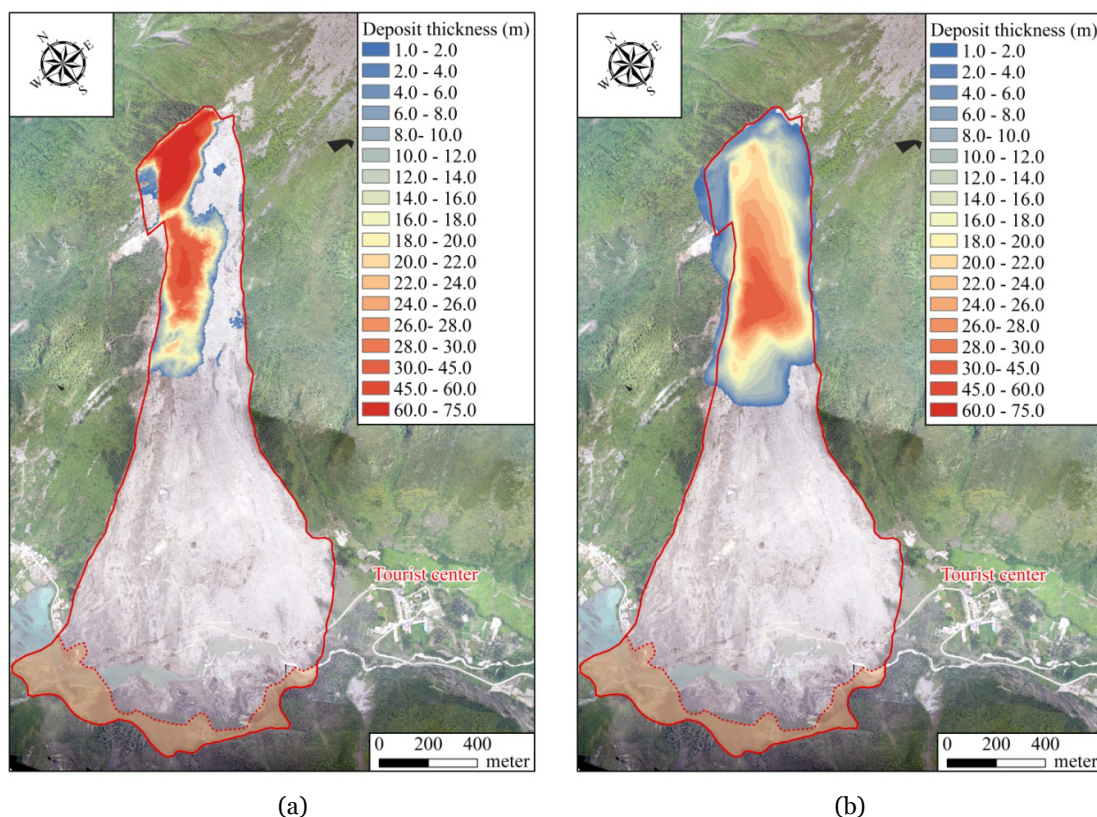 N
E
W
S
Deposit thickness (m)
1.0 - 2.0
2.0 - 4.0
4.0 - 6.0
6.0 - 8.0
8.0- 10.0
10.0 - 12.0
12.0 - 14.0
14.0 - 16.0
16.0 - 18.0
18.0 - 20.0
20.0 - 22.0
22.0 - 24.0
24.0 - 26.0
26.0- 28.0
28.0 - 30.0
30.0- 45.0
45.0 - 60.0
60.0 - 75.0
Tourist center
0 200 400
meter
(a)
N
E
W
S
Deposit thickness (m)
1.0 - 2.0
2.0 - 4.0
4.0 - 6.0
6.0 - 8.0
8.0- 10.0
10.0 - 12.0
12.0 - 14.0
14.0 - 16.0
16.0 - 18.0
18.0 - 20.0
20.0 - 22.0
22.0 - 24.0
24.0 - 26.0
26.0- 28.0
28.0 - 30.0
30.0- 45.0
45.0 - 60.0
60.0 - 75.0
Tourist center
0 200 400
meter
(b)